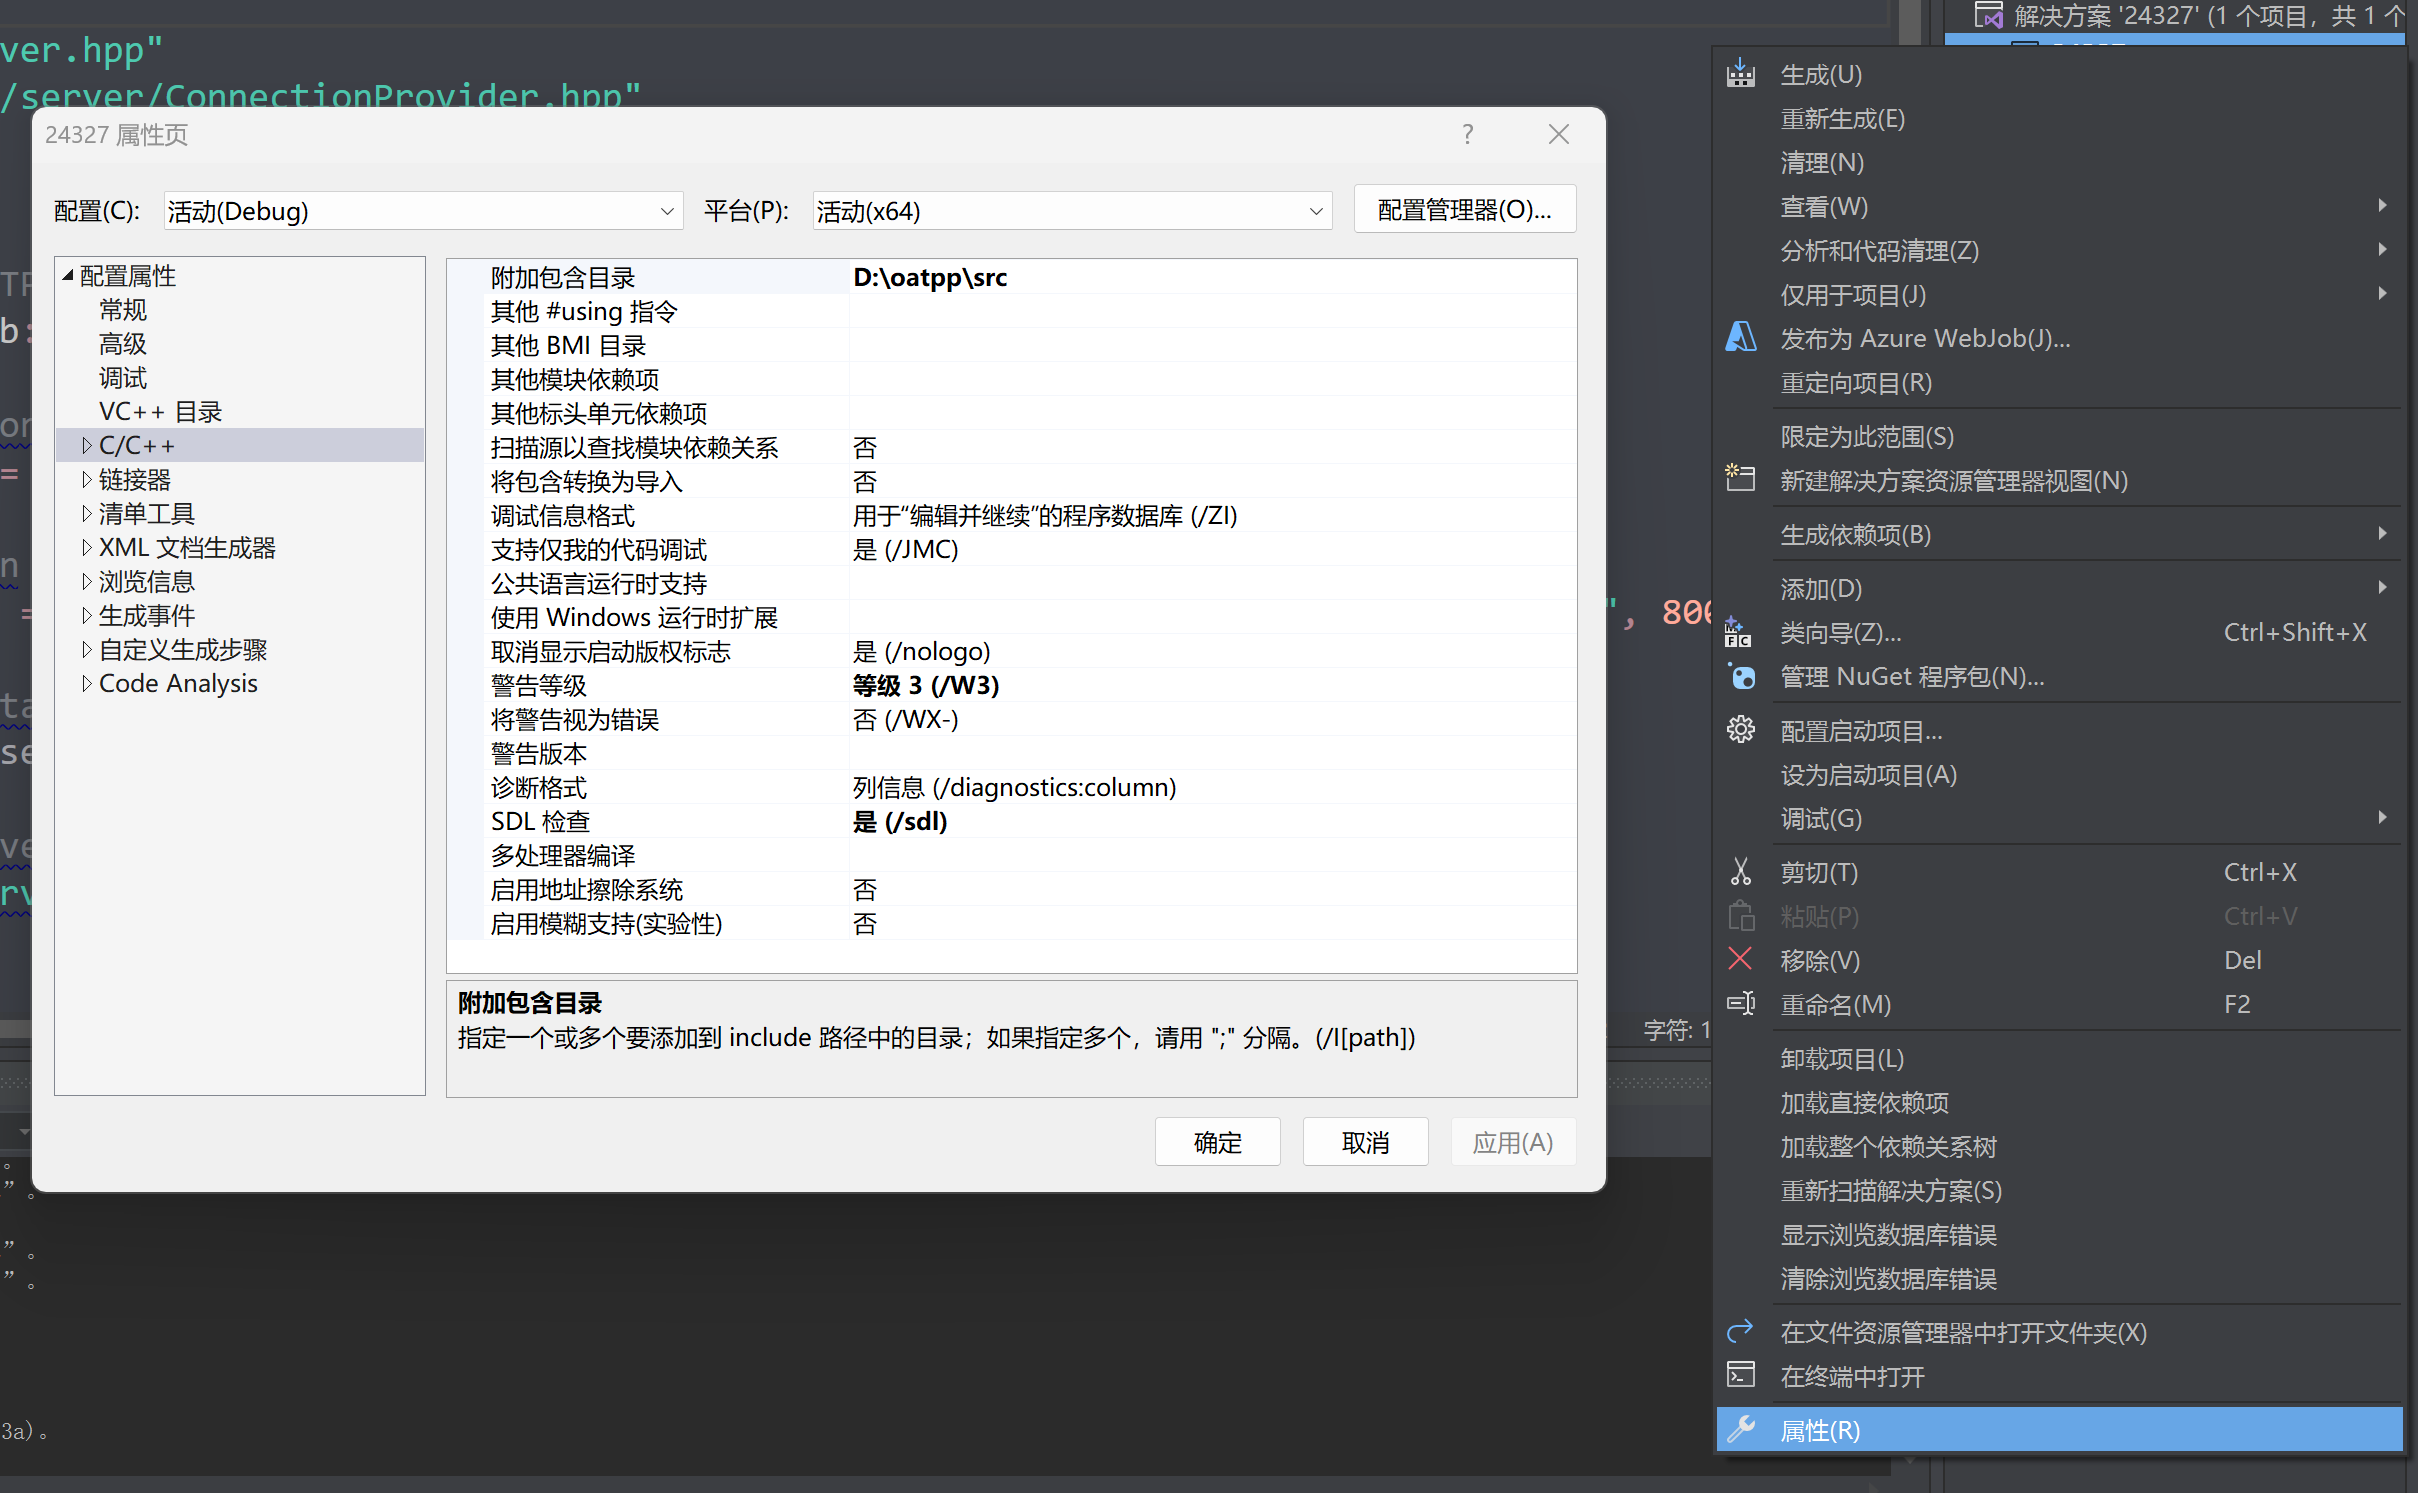 ver.hpp"
/server/ConnectionProvider.hpp"
解决方案 '24327' (1 个项目，共 1 个
24327 属性页
?
配置(C):
活动(Debug)
平台(P):
活动(x64)
配置管理器(O)...
配置属性
常规
高级
调试
VC++ 目录
C/C++
链接器
清单工具
XML 文档生成器
浏览信息
生成事件
自定义生成步骤
Code Analysis
附加包含目录 D:\oatpp\src
其他 #using 指令
其他 BMI 目录
其他模块依赖项
其他标头单元依赖项
扫描源以查找模块依赖关系 否
将包含转换为导入 否
调试信息格式 用于“编辑并继续”的程序数据库 (/ZI)
支持仅我的代码调试 是 (/JMC)
公共语言运行时支持
使用 Windows 运行时扩展
取消显示启动版权标志 是 (/nologo)
警告等级 等级 3 (/W3)
将警告视为错误 否 (/WX-)
警告版本
诊断格式 列信息 (/diagnostics:column)
SDL 检查 是 (/sdl)
多处理器编译
启用地址擦除系统 否
启用模糊支持(实验性) 否
附加包含目录
指定一个或多个要添加到 include 路径中的目录；如果指定多个，请用 ";" 分隔。(/I[path])
确定
取消
应用(A)
b:
=
n
=
", 800
se
字符: 1
。
” 。
” 。
” 。
3a)。
生成(U)
重新生成(E)
清理(N)
查看(W)
分析和代码清理(Z)
仅用于项目(J)
发布为 Azure WebJob(J)...
重定向项目(R)
限定为此范围(S)
新建解决方案资源管理器视图(N)
生成依赖项(B)
添加(D)
类向导(Z)... Ctrl+Shift+X
管理 NuGet 程序包(N)...
配置启动项目...
设为启动项目(A)
调试(G)
剪切(T) Ctrl+X
粘贴(P) Ctrl+V
移除(V) Del
重命名(M) F2
卸载项目(L)
加载直接依赖项
加载整个依赖关系树
重新扫描解决方案(S)
显示浏览数据库错误
清除浏览数据库错误
在文件资源管理器中打开文件夹(X)
在终端中打开
属性(R)